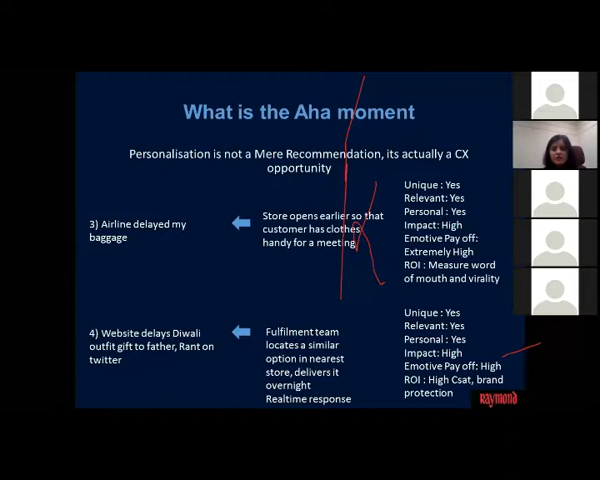 What is the Aha moment
Personalisation is not a Mere Recommendation, its actually a CX
opportunity
3) Airline delayed my
baggage
Store opens earlier so that
customer has clothes
handy for a meeting
Unique : Yes
Relevant: Yes
Personal : Yes
Impact: High
Emotive Pay off:
Extremely High
ROI : Measure word
of mouth and virality
4) Website delays Diwali
outfit gift to father, Rant on
twitter
Fulfilment team
locates a similar
option in nearest
store, delivers it
overnight
Realtime response
Unique : Yes
Relevant: Yes
Personal : Yes
Impact: High
Emotive Pay off: High
ROI : High Csat, brand
protection
Raymond